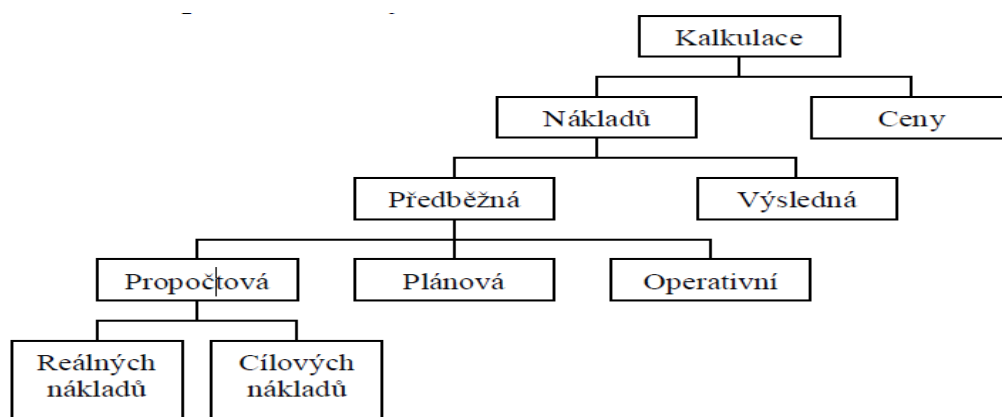 Kalkulace
Nákladů
Ceny
Předběžná
Výsledná
Propočtová
Plánová
Operativní
Reálných
nákladů
Cílových
nákladů